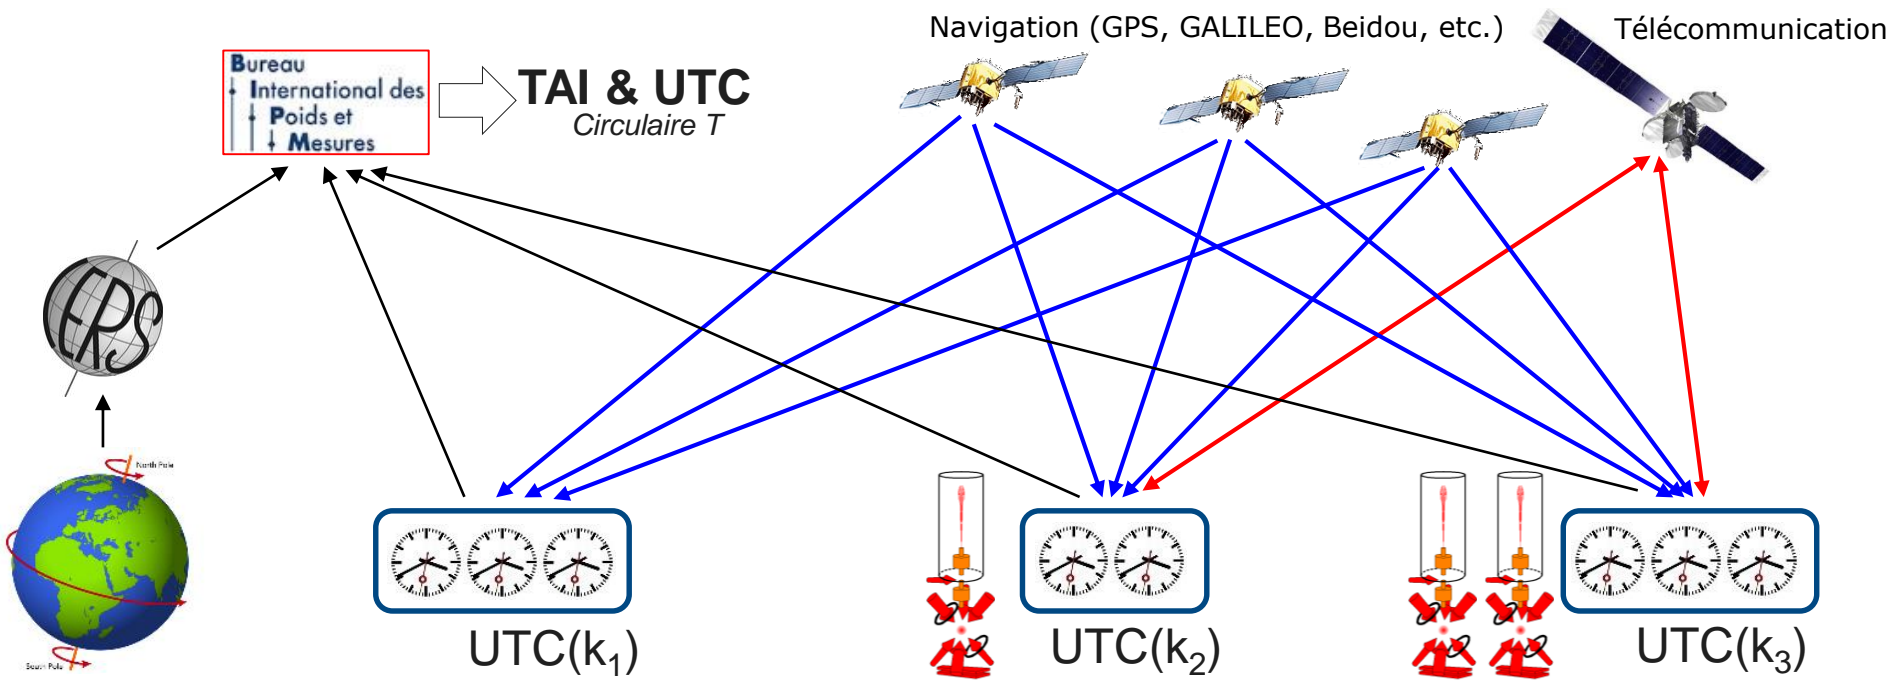 Navigation (GPS, GALILEO, Beidou, etc.)
Télécommunication
Bureau
International des
Poids et
Mesures
TAI & UTC
Circulaire T
IERS
North Pole
South Pole
UTC(k₁)
UTC(k₂)
UTC(k₃)